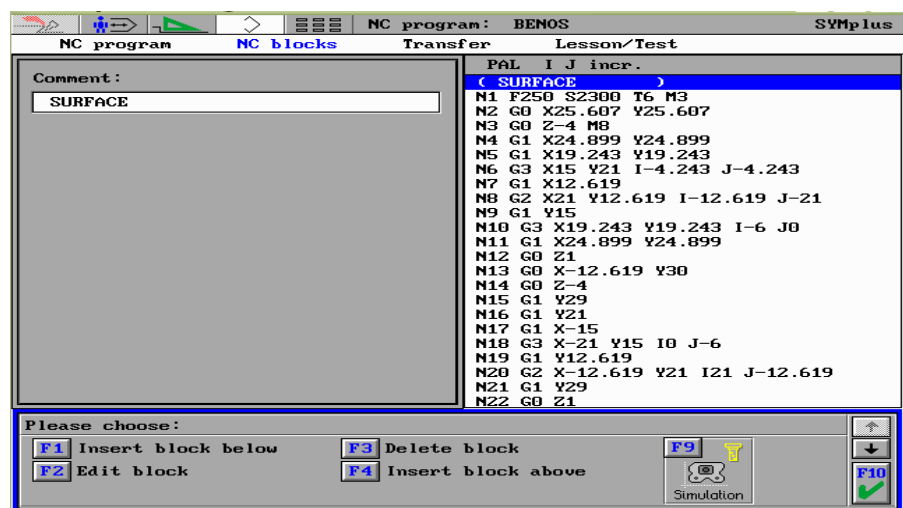 NC program: BENOS SYMplus
NC program NC blocks Transfer Lesson/Test
Comment:
SURFACE
PAL I J incr.
( SURFACE )
N1 F250 S2300 T6 M3
N2 G0 X25.607 Y25.607
N3 G0 Z-4 M8
N4 G1 X24.899 Y24.899
N5 G1 X19.243 Y19.243
N6 G3 X15 Y21 I-4.243 J-4.243
N7 G1 X12.619
N8 G2 X21 Y12.619 I-12.619 J-21
N9 G1 Y15
N10 G3 X19.243 Y19.243 I-6 J0
N11 G1 X24.899 Y24.899
N12 G0 Z1
N13 G0 X-12.619 Y30
N14 G0 Z-4
N15 G1 Y29
N16 G1 Y21
N17 G1 X-15
N18 G3 X-21 Y15 I0 J-6
N19 G1 Y12.619
N20 G2 X-12.619 Y21 I21 J-12.619
N21 G1 Y29
N22 G0 Z1
Please choose:
F1 Insert block below F3 Delete block F9
F2 Edit block F4 Insert block above F10
Simulation